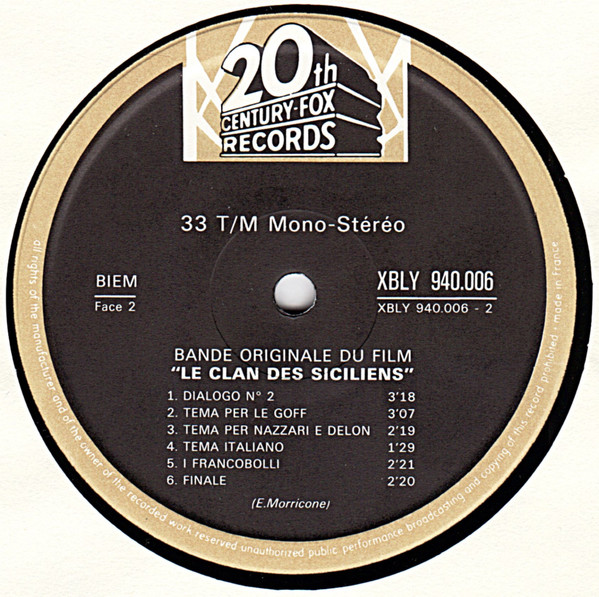 20th
CENTURY-FOX
RECORDS
33 T/M Mono-Stéréo
BIEM
Face 2
XBLY 940.006
XBLY 940.006 - 2
BANDE ORIGINALE DU FILM
"LE CLAN DES SICILIENS"
1. DIALOGO N° 2 3'18
2. TEMA PER LE GOFF 3'07
3. TEMA PER NAZZARI E DELON 2'19
4. TEMA ITALIANO 1'29
5. I FRANCOBOLLI 2'21
6. FINALE 2'20
(E.Morricone)
all rights of the manufacturer and of the owner of the recorded work reserved unauthorized public performance broadcasting and copying of this record prohibited - made in France